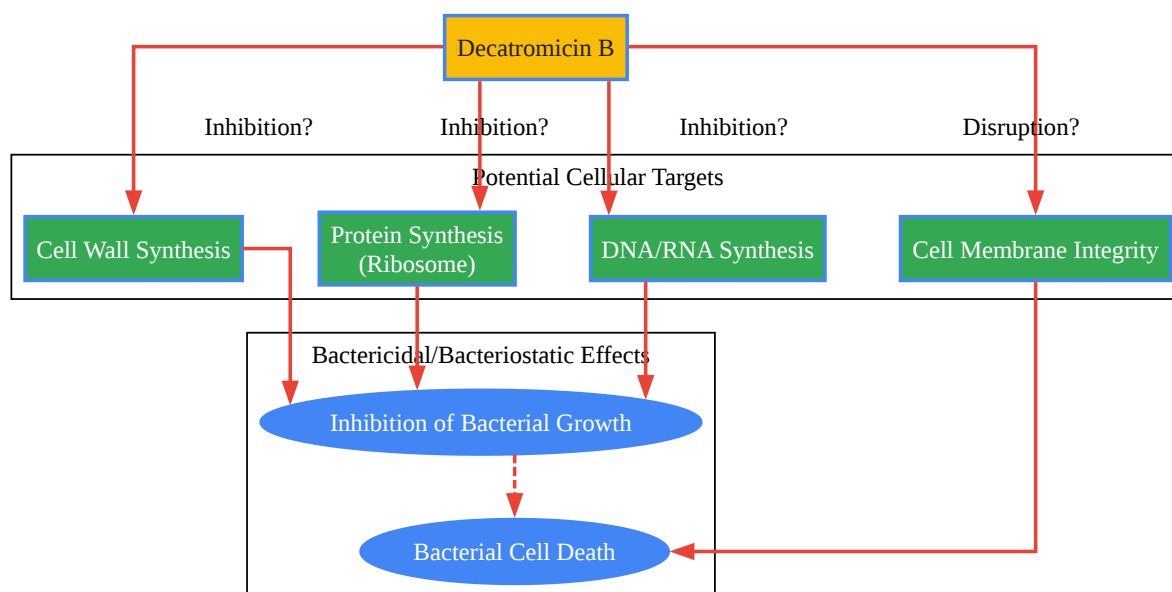 Decatromicin B
Inhibition?
Inhibition?
Inhibition?
Disruption?
Potential Cellular Targets
Cell Wall Synthesis
Protein Synthesis
(Ribosome)
DNA/RNA Synthesis
Cell Membrane Integrity
Bactericidal/Bacteriostatic Effects
Inhibition of Bacterial Growth
Bacterial Cell Death